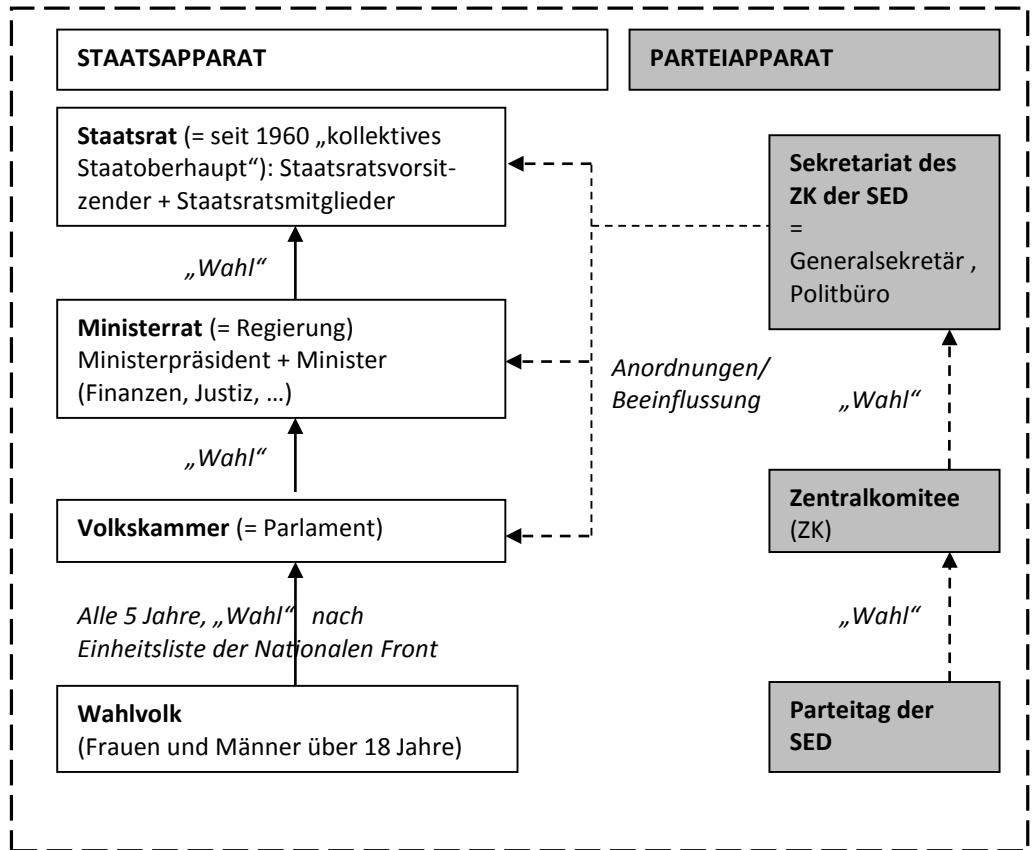 STAATSAPPARAT
PARTEIAPPARAT
Staatsrat (= seit 1960 „kollektives
Staatoberhaupt“): Staatsratsvorsit-
zender + Staatsratsmitglieder
„Wahl“
Ministerrat (= Regierung)
Ministerpräsident + Minister
(Finanzen, Justiz, …)
„Wahl“
Volkskammer (= Parlament)
Alle 5 Jahre, „Wahl“ nach
Einheitsliste der Nationalen Front
Wahlvolk
(Frauen und Männer über 18 Jahre)
Anordnungen/
Beeinflussung
Sekretariat des
ZK der SED
=
Generalsekretär ,
Politbüro
„Wahl“
Zentralkomitee
(ZK)
„Wahl“
Parteitag der
SED